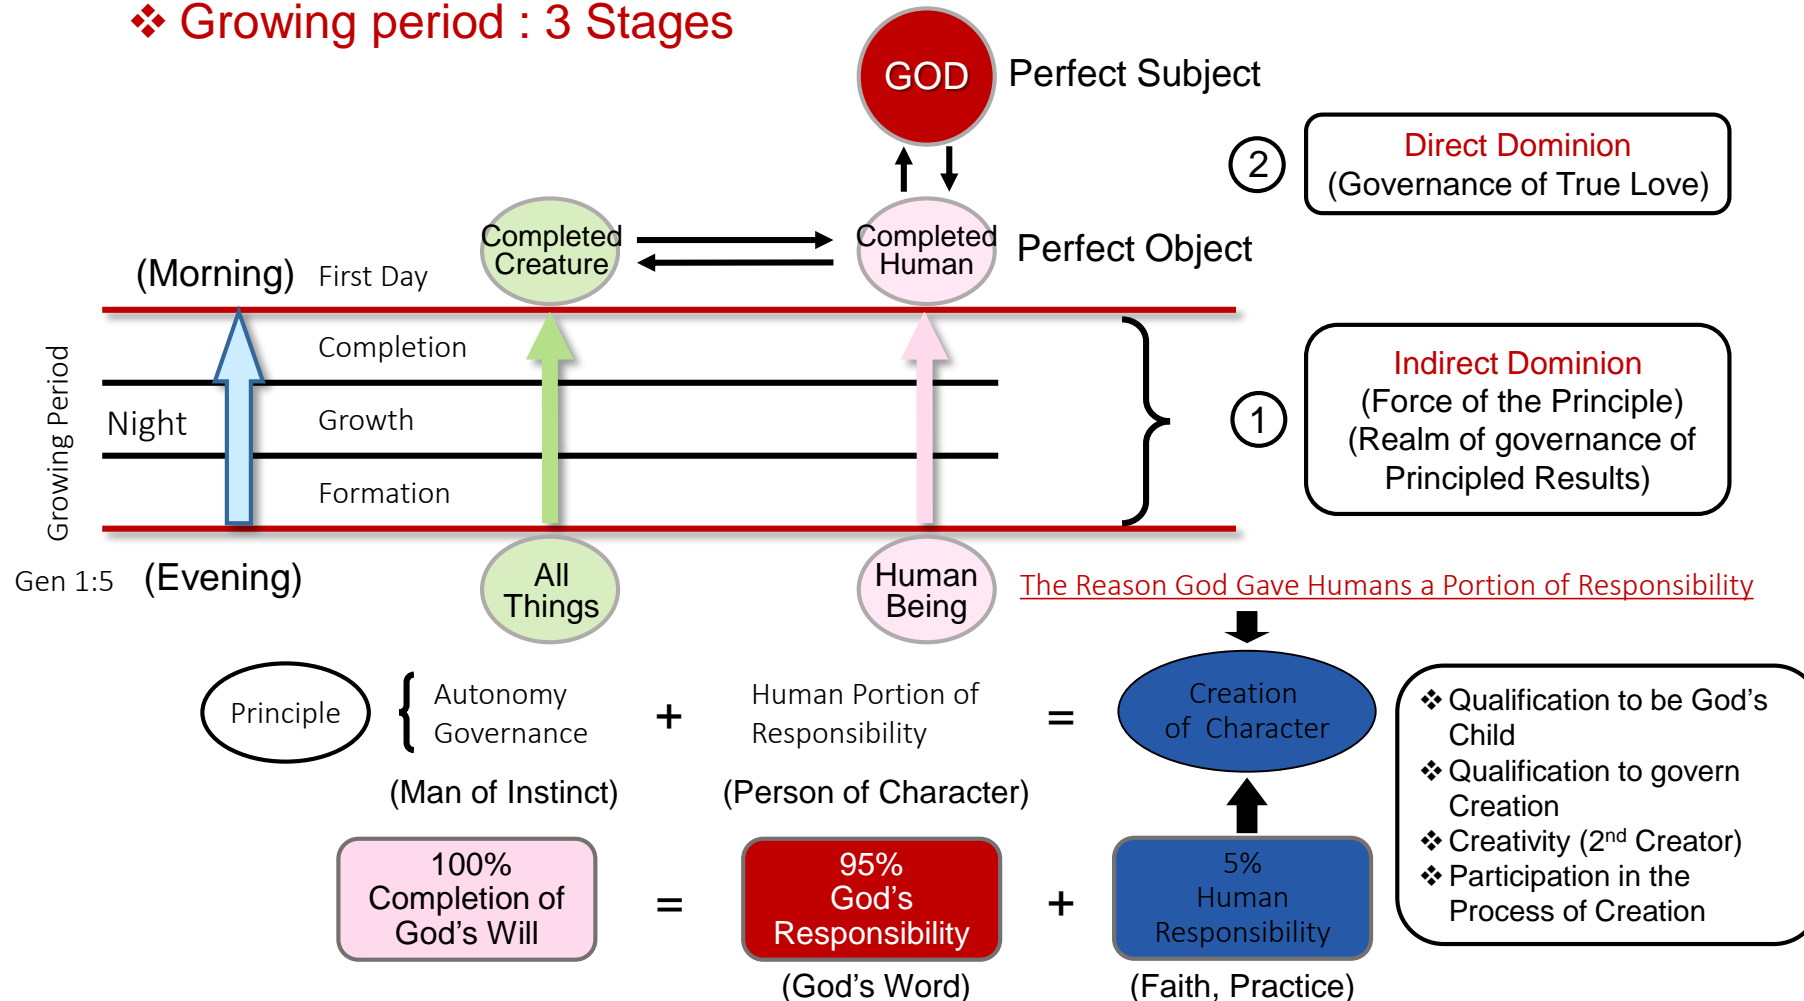 ❖ Growing period : 3 Stages
GOD
Perfect Subject
2
Direct Dominion
(Governance of True Love)
Completed
Creature
Completed
Human
Perfect Object
(Morning)
First Day
Growing Period
Completion
Night
Growth
Formation
1
Indirect Dominion
(Force of the Principle)
(Realm of governance of
Principled Results)
Gen 1:5
(Evening)
All
Things
Human
Being
The Reason God Gave Humans a Portion of Responsibility
Principle
{
Autonomy
Governance
+
Human Portion of
Responsibility
=
Creation
of Character
(Man of Instinct)
(Person of Character)
❖ Qualification to be God's
Child
❖ Qualification to govern
Creation
❖ Creativity (2nd Creator)
❖ Participation in the
Process of Creation
100%
Completion of
God's Will
=
95%
God's
Responsibility
+
5%
Human
Responsibility
(God's Word)
(Faith, Practice)